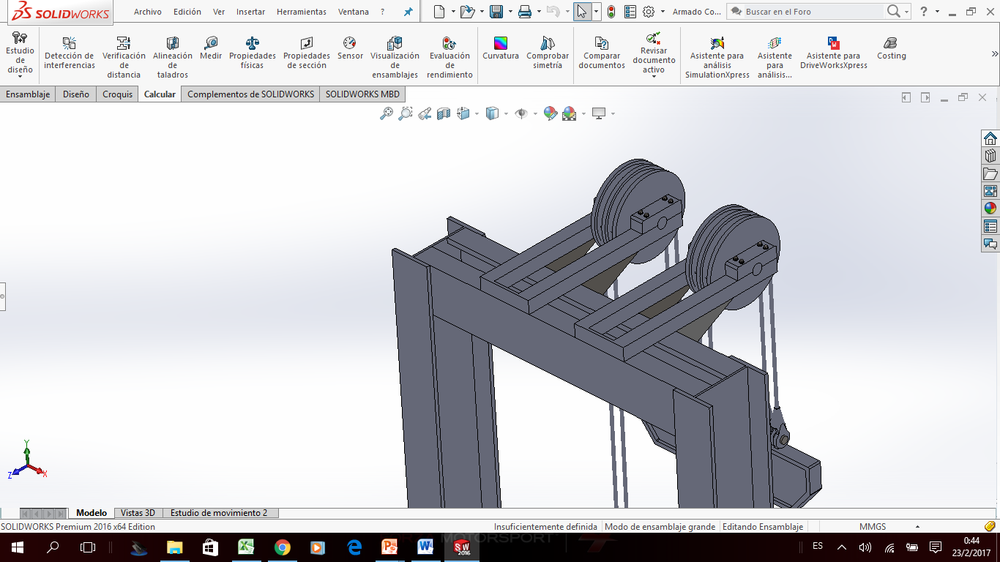 SOLIDWORKS
Archivo Edición Ver Insertar Herramientas Ventana ? Armado Co... Buscar en el Foro ?
Estudio de diseño
Detección de interferencias
Verificación de distancia
Alineación de taladros
Medir
Propiedades físicas
Propiedades de sección
Sensor
Visualización de ensamblajes
Evaluación de rendimiento
Curvatura
Comprobar simetría
Comparar documentos
Revisar documento activo
Asistente para análisis SimulationXpress
Asistente para análisis...
Asistente para DriveWorksXpress
Costing
Ensamblaje Diseño Croquis Calcular Complementos de SOLIDWORKS SOLIDWORKS MBD
Y
Z X
Modelo Vistas 3D Estudio de movimiento 2
SOLIDWORKS Premium 2016 x64 Edition Insuficientemente definida Modo de ensamblaje grande Editando Ensamblaje MMGS
MOTORSPORT
SW 2016
ES 0:44
23/2/2017